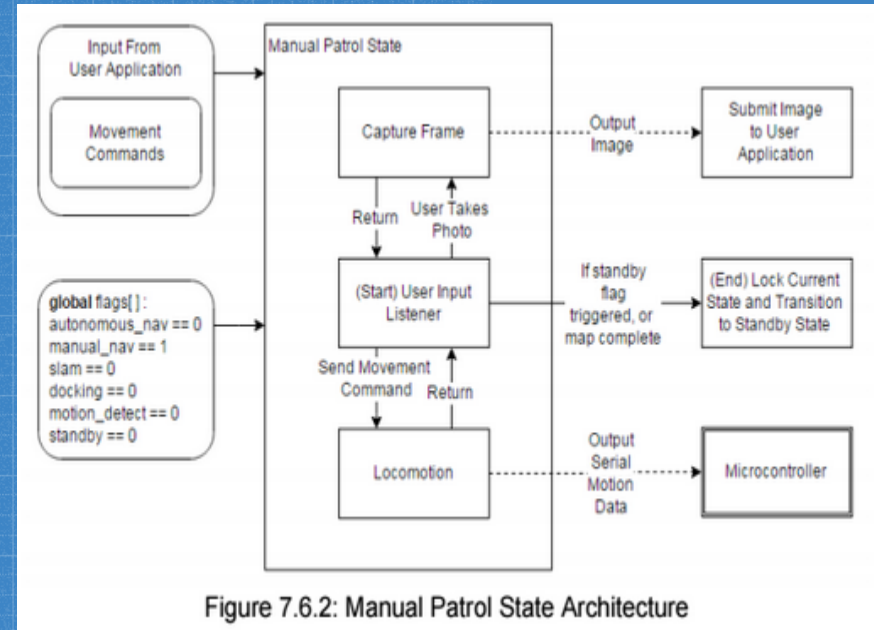 Input From
User Application
Movement
Commands
global flags[ ] :
autonomous_nav == 0
manual_nav == 1
slam == 0
docking == 0
motion_detect == 0
standby == 0
Manual Patrol State
Capture Frame
Return
User Takes
Photo
(Start) User Input
Listener
Send Movement
Command
Return
Locomotion
Output
Image
Submit Image
to User
Application
If standby
flag
triggered, or
map complete
(End) Lock Current
State and Transition
to Standby State
Output
Serial
Motion
Data
Microcontroller
Figure 7.6.2: Manual Patrol State Architecture